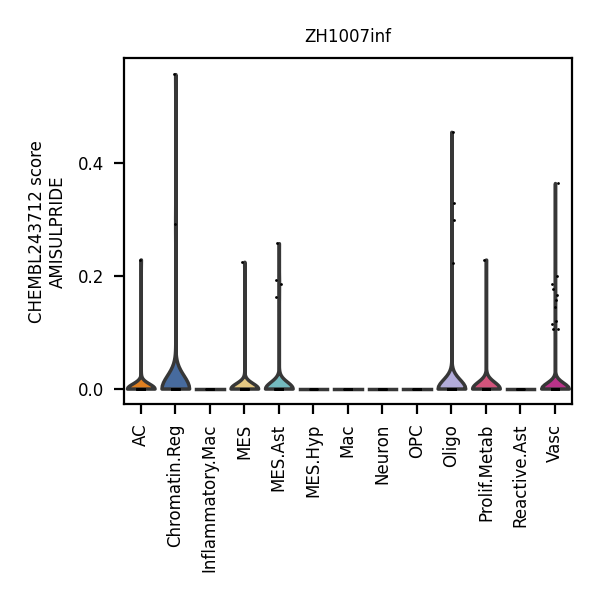 ZH1007inf
CHEMBL243712 score
AMISULPRIDE
0.4
0.2
0.0
AC
Chromatin.Reg
Inflammatory.Mac
MES
MES.Ast
MES.Hyp
Mac
Neuron
OPC
Oligo
Prolif.Metab
Reactive.Ast
Vasc